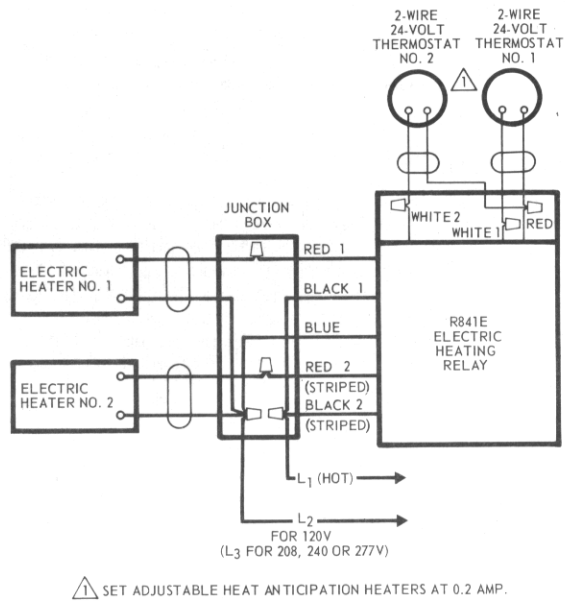 2-WIRE
24-VOLT
THERMOSTAT
NO. 2
1
2-WIRE
24-VOLT
THERMOSTAT
NO. 1
JUNCTION
BOX
WHITE 2
WHITE 1
RED
RED 1
ELECTRIC
HEATER NO. 1
BLACK 1
BLUE
R841E
ELECTRIC
HEATING
RELAY
RED 2
(STRIPED)
ELECTRIC
HEATER NO. 2
BLACK 2
(STRIPED)
L1 (HOT)
L2
FOR 120V
(L3 FOR 208, 240 OR 277V)
1 SET ADJUSTABLE HEAT ANTICIPATION HEATERS AT 0.2 AMP.